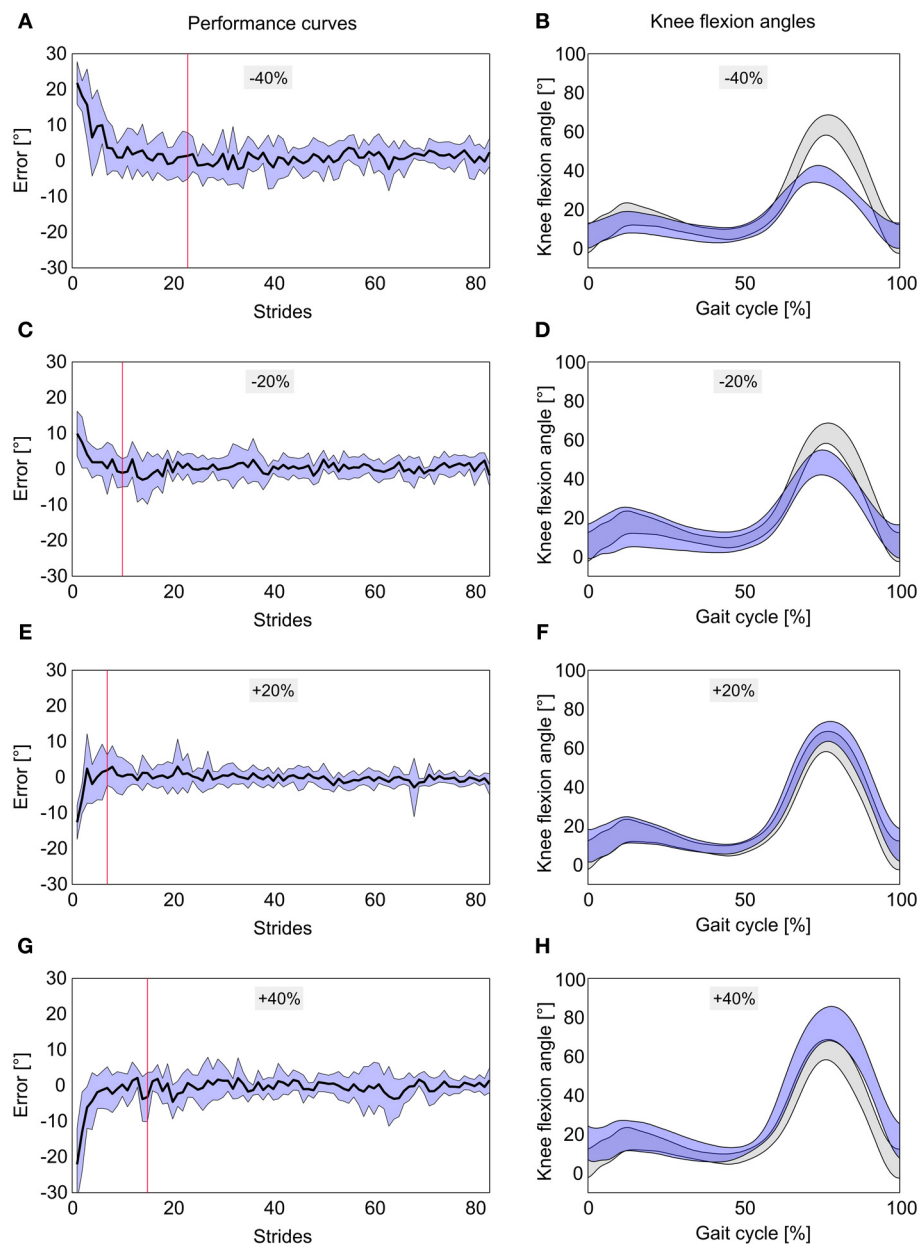 A Performance curves B Knee flexion angles
30
20
10
0
-10
-20
-30
Error [°]
-40%
0 20 40 60 80
Strides
100
80
60
40
20
0
Knee flexion angle [°]
-40%
0 50 100
Gait cycle [%]
C
30
20
10
0
-10
-20
-30
Error [°]
-20%
0 20 40 60 80
Strides
D
100
80
60
40
20
0
Knee flexion angle [°]
-20%
0 50 100
Gait cycle [%]
E
30
20
10
0
-10
-20
-30
Error [°]
+20%
0 20 40 60 80
Strides
F
100
80
60
40
20
0
Knee flexion angle [°]
+20%
0 50 100
Gait cycle [%]
G
30
20
10
0
-10
-20
-30
Error [°]
+40%
0 20 40 60 80
Strides
H
100
80
60
40
20
0
Knee flexion angle [°]
+40%
0 50 100
Gait cycle [%]